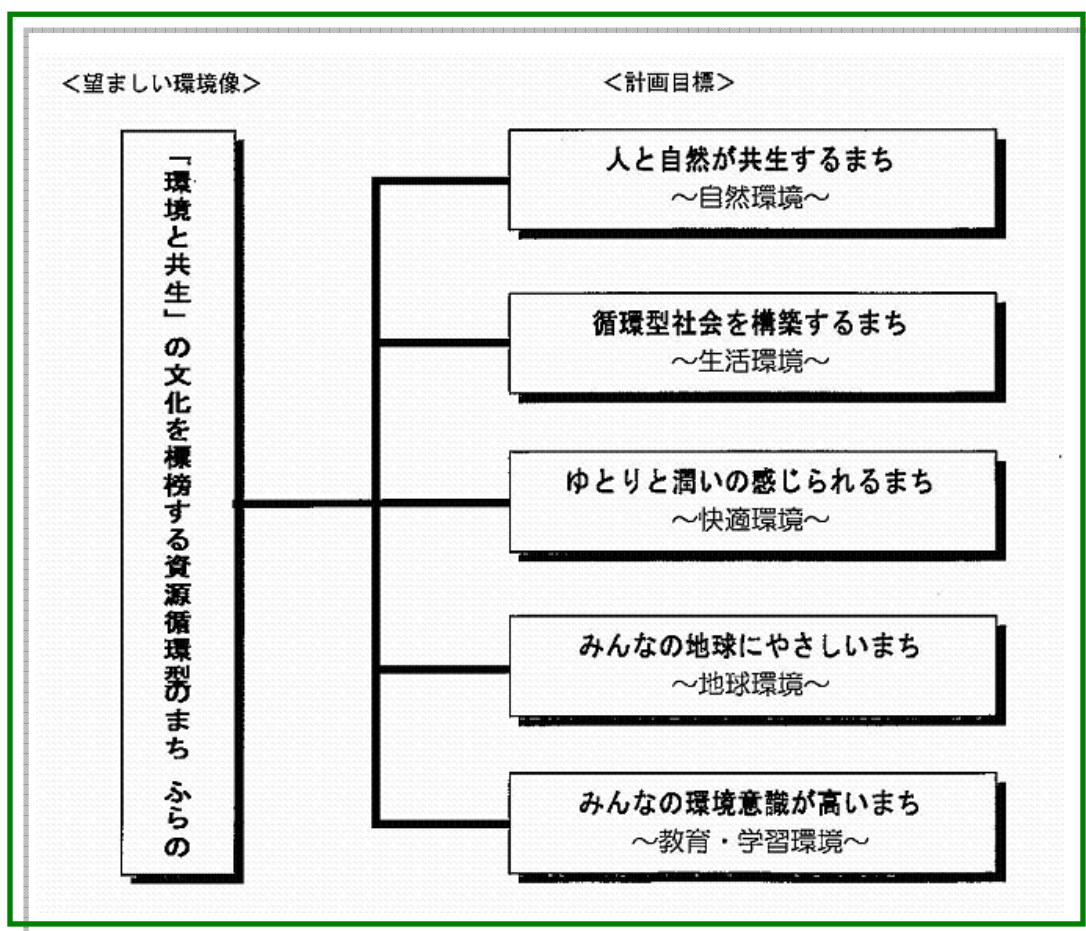 ＜望ましい環境像＞
＜計画目標＞
「環境と共生」の文化を標榜する資源循環型のまち ふらの
人と自然が共生するまち
～自然環境～
循環型社会を構築するまち
～生活環境～
ゆとりと潤いの感じられるまち
～快適環境～
みんなの地球にやさしいまち
～地球環境～
みんなの環境意識が高いまち
～教育・学習環境～